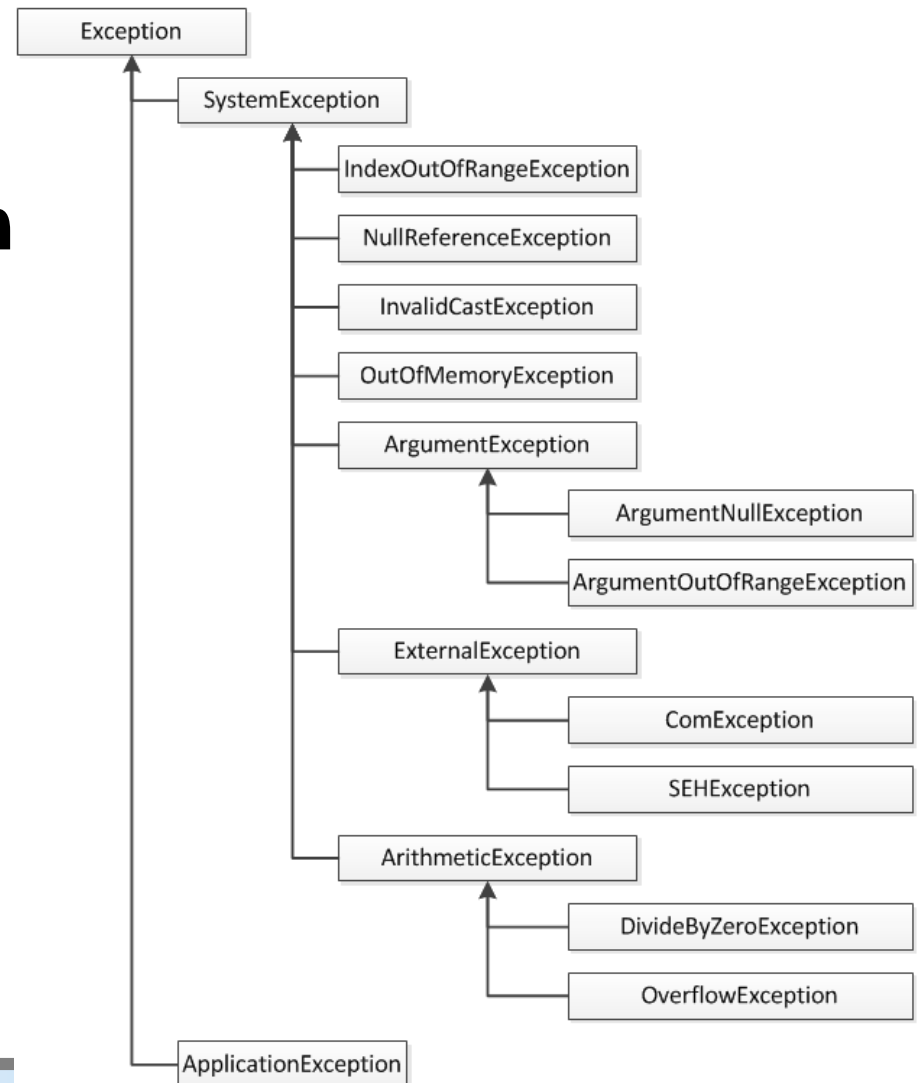 Exception
SystemException
IndexOutOfRangeException
n
NullReferenceException
InvalidCastException
OutOfMemoryException
ArgumentException
ArgumentNullException
ArgumentOutOfRangeException
ExternalException
ComException
SEHException
ArithmeticException
DivideByZeroException
OverflowException
ApplicationException